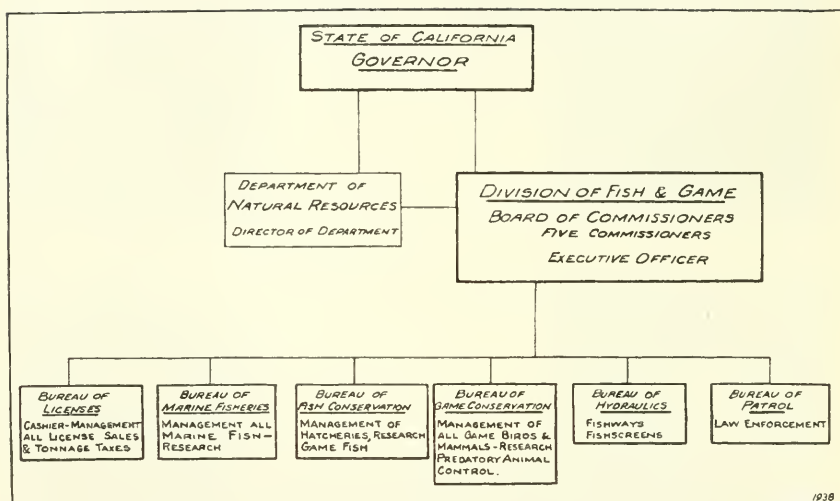 STATE OF CALIFORNIA
GOVERNOR
DEPARTMENT OF
NATURAL RESOURCES
DIRECTOR OF DEPARTMENT
DIVISION OF FISH & GAME
BOARD OF COMMISSIONERS
FIVE COMMISSIONERS
EXECUTIVE OFFICER
BUREAU OF
LICENSES
CASHIER-MANAGEMENT
ALL LICENSE SALES
& TONNAGE TAXES
BUREAU OF
MARINE FISHERIES
MANAGEMENT ALL
MARINE FISH-
RESEARCH
BUREAU OF
FISH CONSERVATION
MANAGEMENT OF
HATCHERIES, RESEARCH
GAME FISH
BUREAU OF
GAME CONSERVATION
MANAGEMENT OF
ALL GAME BIRDS &
MAMMALS-RESEARCH
PREDATORY ANIMAL
CONTROL.
BUREAU OF
HYDRAULICS
FISHWAYS
FISHSCREENS
BUREAU OF
PATROL
LAW ENFORCEMENT
1938